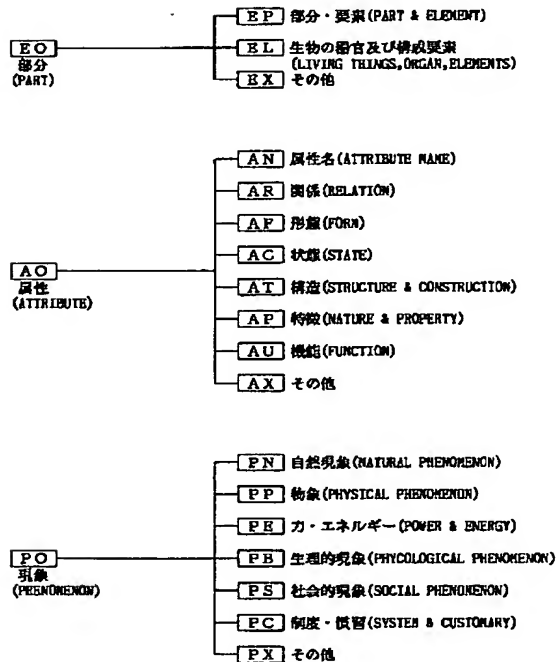 EO
部分
(PART)
EP 部分・要素(PART & ELEMENT)
EL 生物の器官及び構成要素
(LIVING THINGS,ORGAN,ELEMENTS)
EX その他
AO
属性
(ATTRIBUTE)
AN 属性名(ATTRIBUTE NAME)
AR 関係(RELATION)
AF 形態(FORM)
AC 状態(STATE)
AT 構造(STRUCTURE & CONSTRUCTION)
AP 特徴(NATURE & PROPERTY)
AU 機能(FUNCTION)
AX その他
PO
現象
(PHENOMENON)
PN 自然現象(NATURAL PHENOMENON)
PP 物象(PHYSICAL PHENOMENON)
PE 力・エネルギー(POWER & ENERGY)
PB 生理的現象(PHYCOLOGICAL PHENOMENON)
PS 社会的現象(SOCIAL PHENOMENON)
PC 制度・慣習(SYSTEM & CUSTOMARY)
PX その他